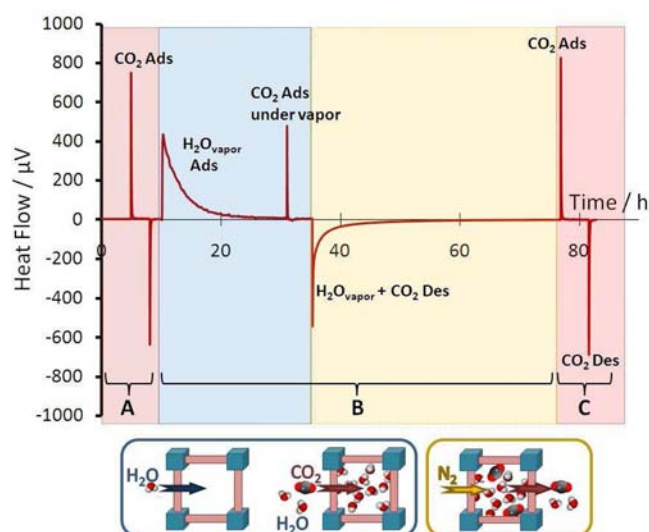 1000
800
600
400
200
0
-200
-400
-600
-800
-1000
Heat Flow / µV
CO₂ Ads
H₂Ovapor
Ads
CO₂ Ads
under vapor
CO₂ Ads
Time / h
0
20
40
60
80
H₂Ovapor + CO₂ Des
CO₂ Des
A
B
C
H₂O
CO₂
H₂O
N₂